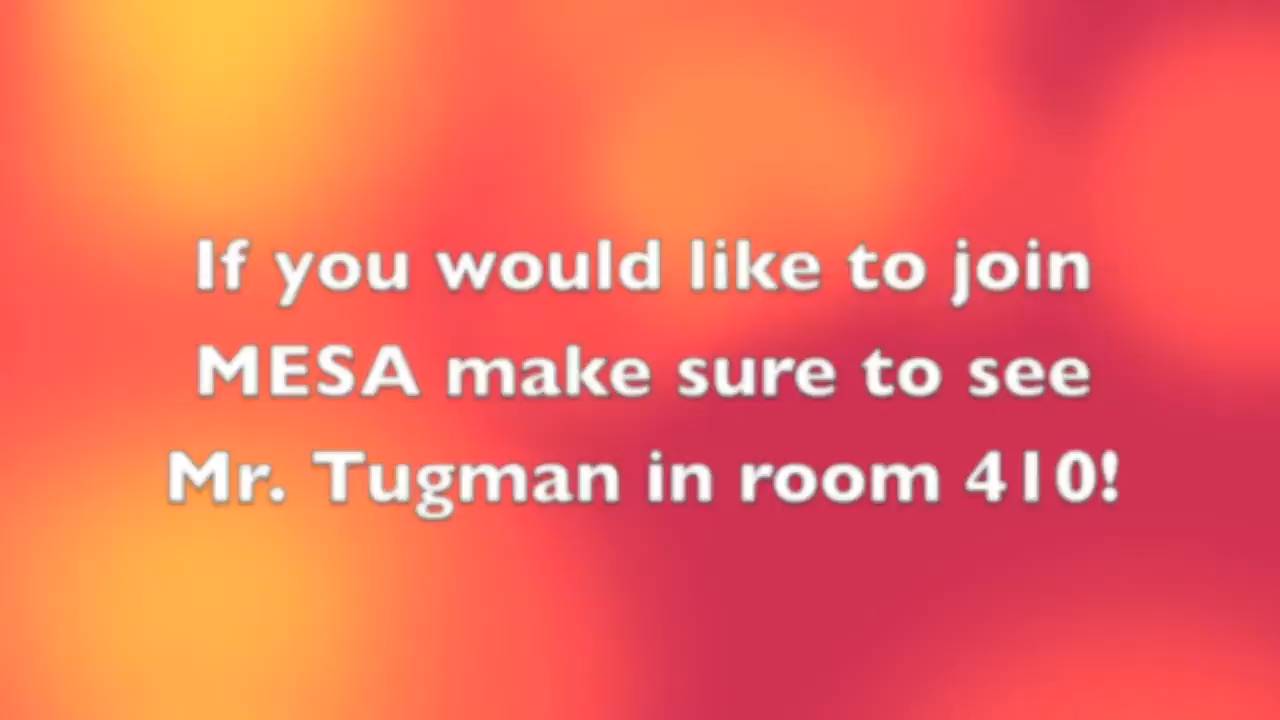 If you would like to join
MESA make sure to see
Mr. Tugman in room 410!